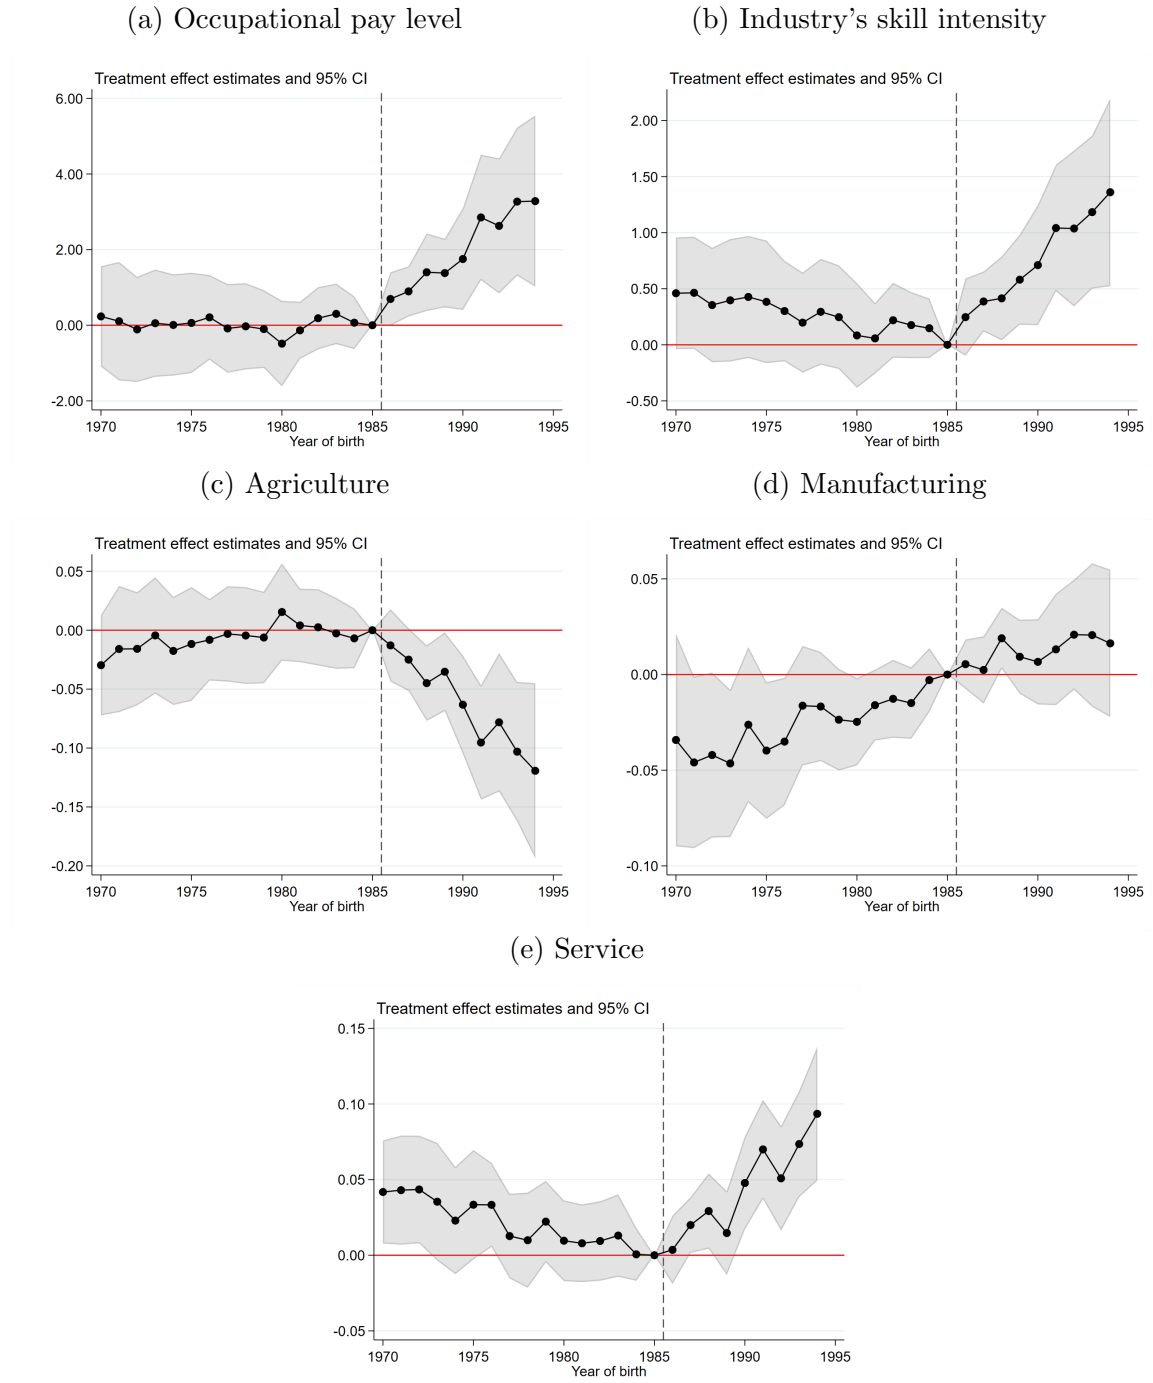 (a) Occupational pay level
Treatment effect estimates and 95% CI
6.00
4.00
2.00
0.00
-2.00
1970 1975 1980 1985 1990 1995
Year of birth
(b) Industry's skill intensity
Treatment effect estimates and 95% CI
2.00
1.50
1.00
0.50
0.00
-0.50
1970 1975 1980 1985 1990 1995
Year of birth
(c) Agriculture
Treatment effect estimates and 95% CI
0.05
0.00
-0.05
-0.10
-0.15
-0.20
1970 1975 1980 1985 1990 1995
Year of birth
(d) Manufacturing
Treatment effect estimates and 95% CI
0.05
0.00
-0.05
-0.10
1970 1975 1980 1985 1990 1995
Year of birth
(e) Service
Treatment effect estimates and 95% CI
0.15
0.10
0.05
0.00
-0.05
1970 1975 1980 1985 1990 1995
Year of birth